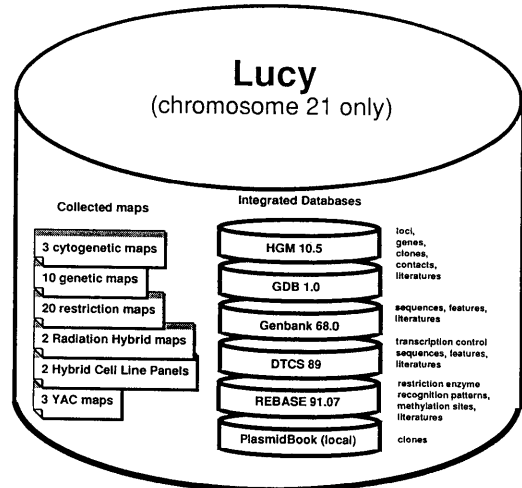 Lucy
(chromosome 21 only)
Collected maps
3 cytogenetic maps
10 genetic maps
20 restriction maps
2 Radiation Hybrid maps
2 Hybrid Cell Line Panels
3 YAC maps
Integrated Databases
HGM 10.5
GDB 1.0
Genbank 68.0
DTCS 89
REBASE 91.07
PlasmidBook (local)
loci,
genes,
clones,
contacts,
literatures
sequences, features,
literatures
transcription control
sequences, features,
literatures
restriction enzyme
recognition patterns,
methylation sites,
literatures
clones